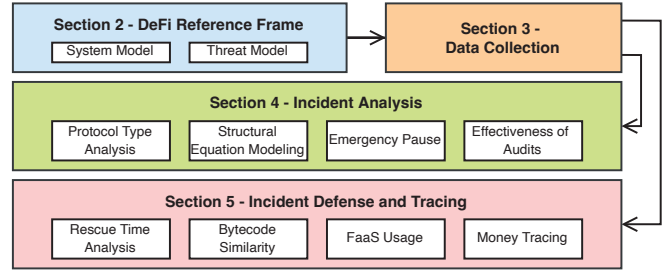 Section 2 - DeFi Reference Frame
System Model
Threat Model
Section 3 -
Data Collection
Section 4 - Incident Analysis
Protocol Type
Analysis
Structural
Equation Modeling
Emergency Pause
Effectiveness of
Audits
Section 5 - Incident Defense and Tracing
Rescue Time
Analysis
Bytecode
Similarity
FaaS Usage
Money Tracing